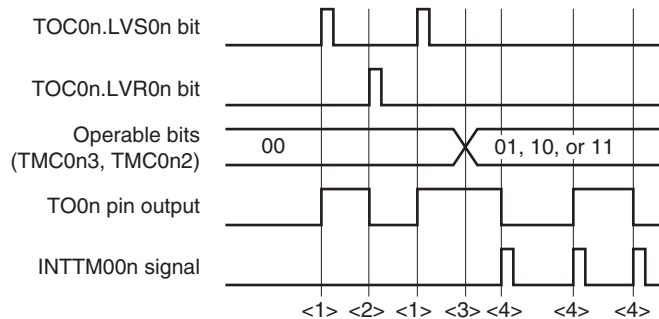 TOC0n.LVS0n bit
TOC0n.LVR0n bit
Operable bits
(TMC0n3, TMC0n2)
00
01, 10, or 11
TO0n pin output
INTTM00n signal
<1> <2> <1> <3> <4> <4> <4>